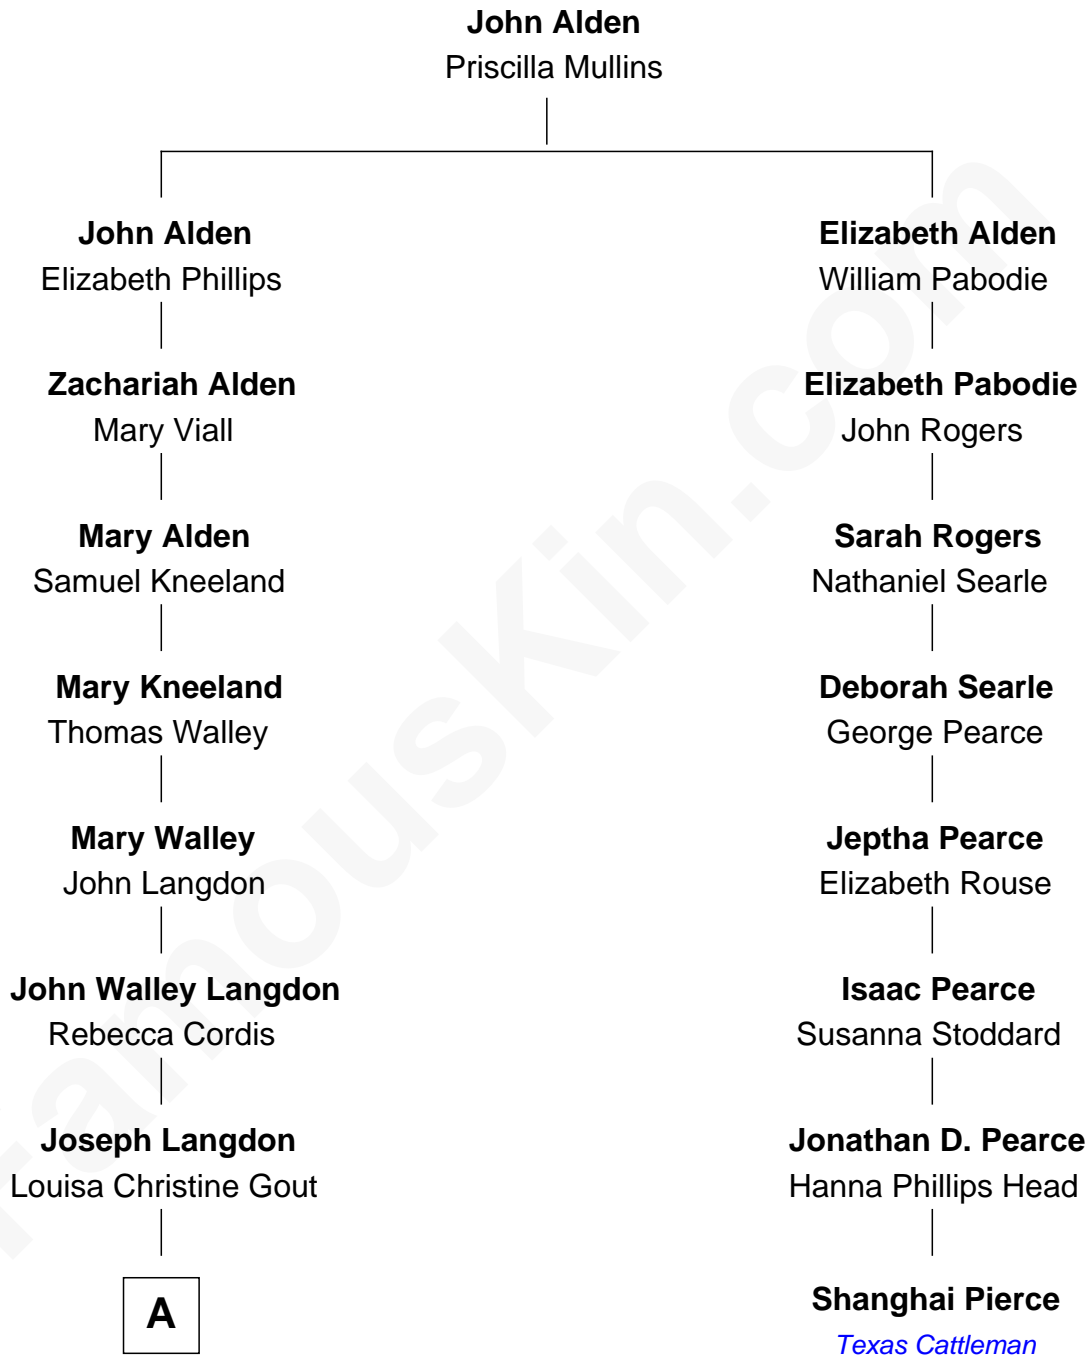 John Alden
Priscilla Mullins
John Alden
Elizabeth Phillips
Zachariah Alden
Mary Viall
Mary Alden
Samuel Kneeland
Mary Kneeland
Thomas Walley
Mary Walley
John Langdon
John Walley Langdon
Rebecca Cordis
Joseph Langdon
Louisa Christine Gout
A
Elizabeth Alden
William Pabodie
Elizabeth Pabodie
John Rogers
Sarah Rogers
Nathaniel Searle
Deborah Searle
George Pearce
Jeptha Pearce
Elizabeth Rouse
Isaac Pearce
Susanna Stoddard
Jonathan D. Pearce
Hanna Phillips Head
Shanghai Pierce
Texas Cattleman
FamousKin.com